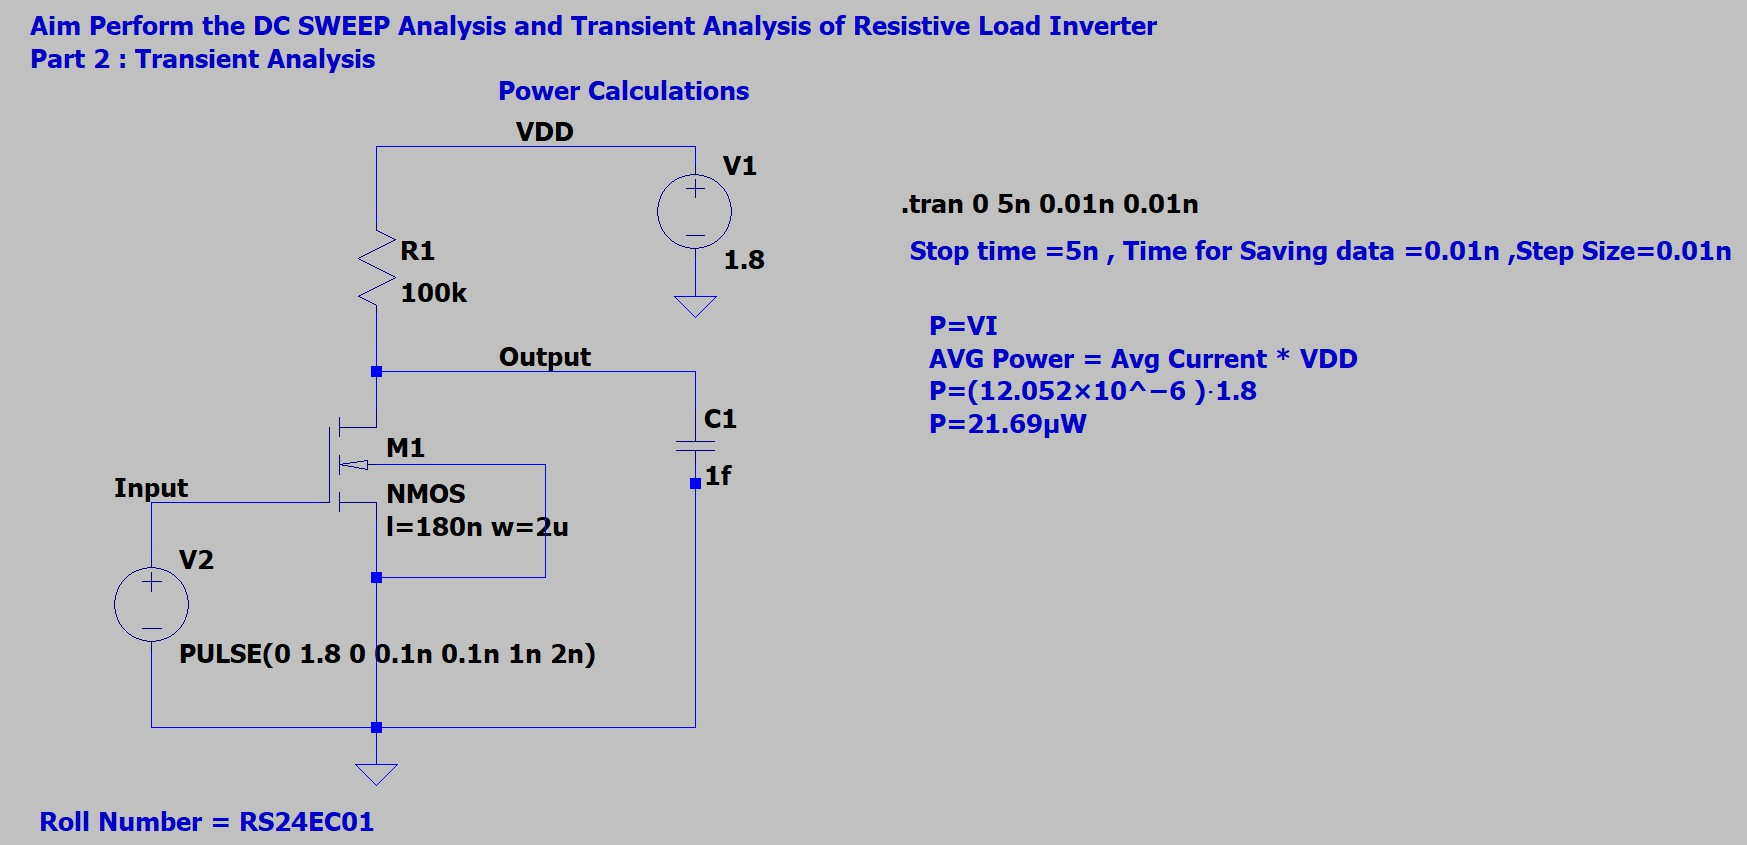 Aim Perform the DC SWEEP Analysis and Transient Analysis of Resistive Load Inverter
Part 2 : Transient Analysis
Power Calculations
VDD
V1
1.8
R1
100k
Output
C1
1f
M1
NMOS
l=180n w=2u
Input
V2
PULSE(0 1.8 0 0.1n 0.1n 1n 2n)
.tran 0 5n 0.01n 0.01n
Stop time =5n , Time for Saving data =0.01n ,Step Size=0.01n
P=VI
AVG Power = Avg Current * VDD
P=(12.052×10^−6 )⋅1.8
P=21.69μW
Roll Number = RS24EC01